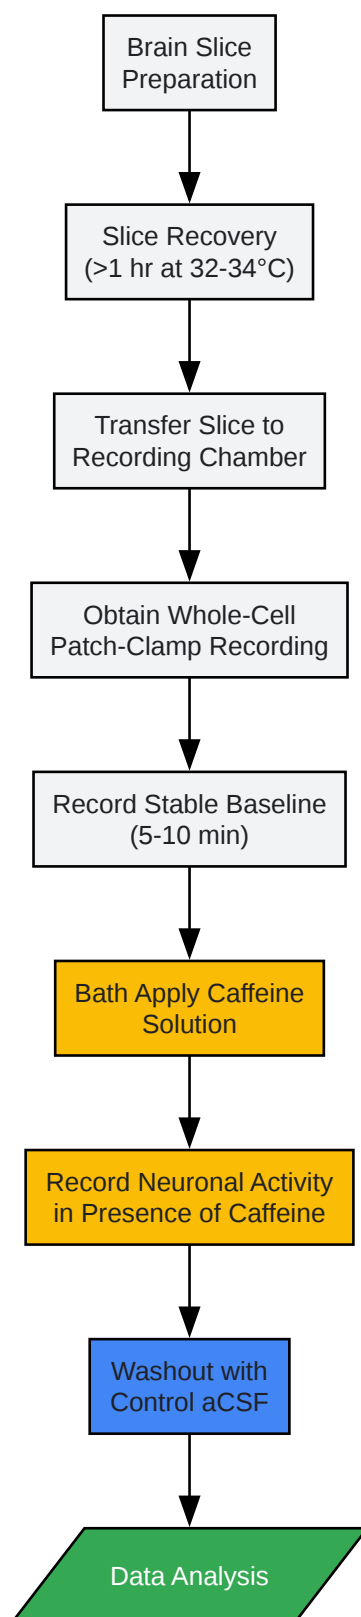 Brain Slice
Preparation
Slice Recovery
(>1 hr at 32-34°C)
Transfer Slice to
Recording Chamber
Obtain Whole-Cell
Patch-Clamp Recording
Record Stable Baseline
(5-10 min)
Bath Apply Caffeine
Solution
Record Neuronal Activity
in Presence of Caffeine
Washout with
Control aCSF
Data Analysis